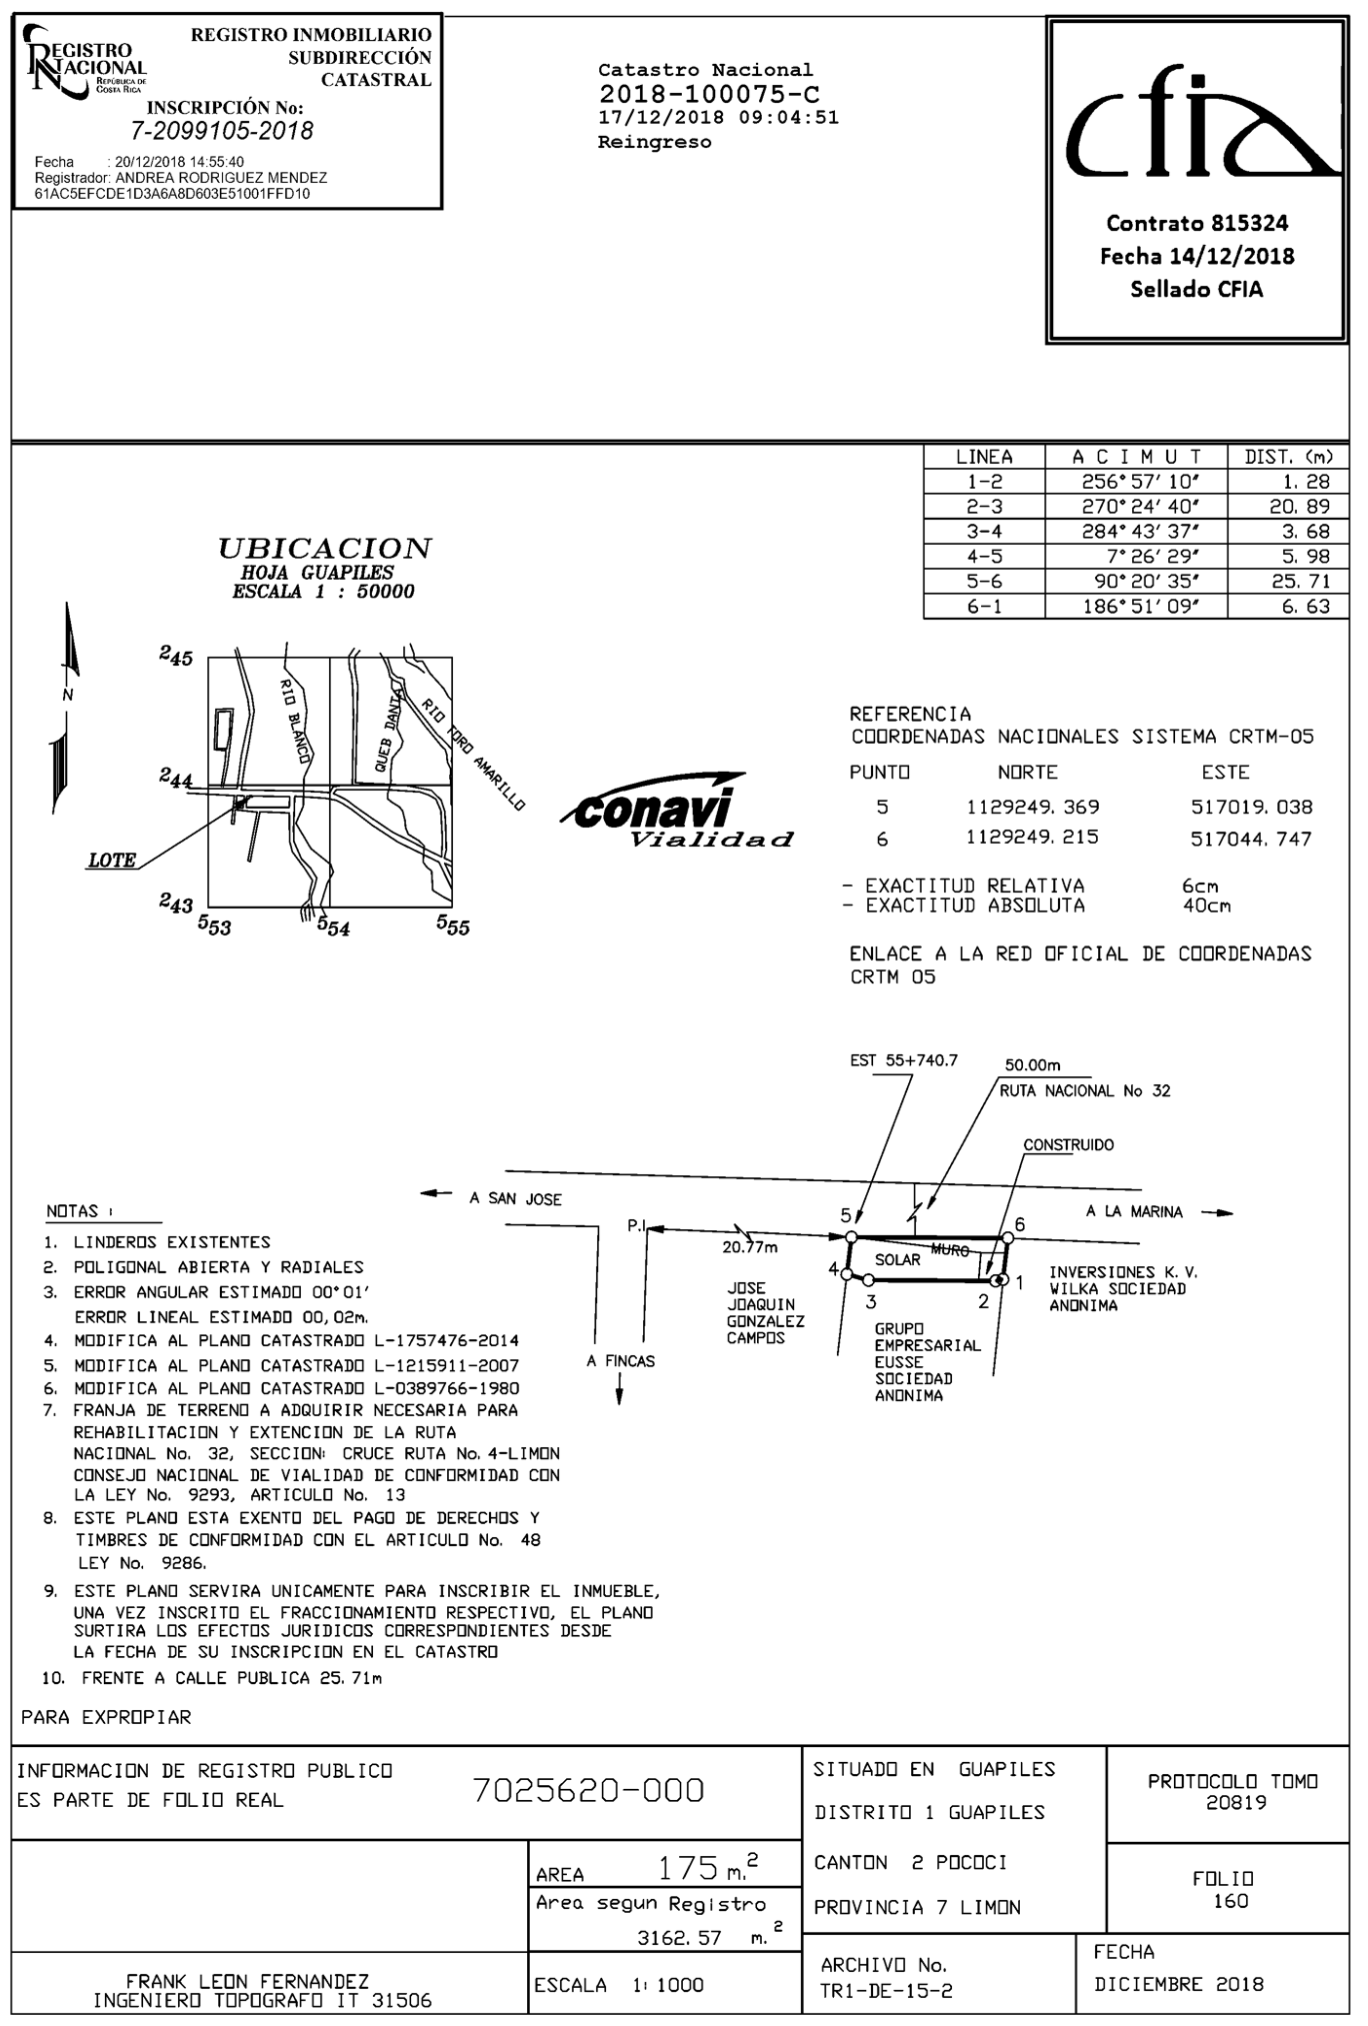 REGISTRO NACIONAL
REPÚBLICA DE COSTA RICA
REGISTRO INMOBILIARIO
SUBDIRECCIÓN
CATASTRAL
INSCRIPCIÓN No:
7-2099105-2018
Fecha : 20/12/2018 14:55:40
Registrador: ANDREA RODRIGUEZ MENDEZ
61AC5EFCDE1D3A6A8D603E51001FFD10
Catastro Nacional
2018-100075-C
17/12/2018 09:04:51
Reingreso
cfia
Contrato 815324
Fecha 14/12/2018
Sellado CFIA
LINEA A C I M U T DIST. (m)
1-2 256°57'10" 1.28
2-3 270°24'40" 20.89
3-4 284°43'37" 3.68
4-5 7°26'29" 5.98
5-6 90°20'35" 25.71
6-1 186°51'09" 6.63
UBICACION
HOJA GUAPILES
ESCALA 1 : 50000
N
245
244
243
553
554
555
RIO BLANCO
QUEB DANTA
RIO TORO AMARILLO
LOTE
conavi
Vialidad
REFERENCIA
COORDENADAS NACIONALES SISTEMA CRTM-05
PUNTO NORTE ESTE
5 1129249.369 517019.038
6 1129249.215 517044.747
- EXACTITUD RELATIVA 6cm
- EXACTITUD ABSOLUTA 40cm
ENLACE A LA RED OFICIAL DE COORDENADAS
CRTM 05
EST 55+740.7
50.00m
RUTA NACIONAL No 32
CONSTRUIDO
A SAN JOSE
A LA MARINA
P.I
20.77m
5
6
4
3
2
1
SOLAR
MURO
A FINCAS
JOSE
JOAQUIN
GONZALEZ
CAMPOS
GRUPO
EMPRESARIAL
EUSSE
SOCIEDAD
ANONIMA
INVERSIONES K. V.
WILKA SOCIEDAD
ANONIMA
NOTAS :
1. LINDEROS EXISTENTES
2. POLIGONAL ABIERTA Y RADIALES
3. ERROR ANGULAR ESTIMADO 00°01'
ERROR LINEAL ESTIMADO 00,02m.
4. MODIFICA AL PLANO CATASTRADO L-1757476-2014
5. MODIFICA AL PLANO CATASTRADO L-1215911-2007
6. MODIFICA AL PLANO CATASTRADO L-0389766-1980
7. FRANJA DE TERRENO A ADQUIRIR NECESARIA PARA
REHABILITACION Y EXTENCION DE LA RUTA
NACIONAL No. 32, SECCION: CRUCE RUTA No.4-LIMON
CONSEJO NACIONAL DE VIALIDAD DE CONFORMIDAD CON
LA LEY No. 9293, ARTICULO No. 13
8. ESTE PLANO ESTA EXENTO DEL PAGO DE DERECHOS Y
TIMBRES DE CONFORMIDAD CON EL ARTICULO No. 48
LEY No. 9286.
9. ESTE PLANO SERVIRA UNICAMENTE PARA INSCRIBIR EL INMUEBLE,
UNA VEZ INSCRITO EL FRACCIONAMIENTO RESPECTIVO, EL PLANO
SURTIRA LOS EFECTOS JURIDICOS CORRESPONDIENTES DESDE
LA FECHA DE SU INSCRIPCION EN EL CATASTRO
10. FRENTE A CALLE PUBLICA 25.71m
PARA EXPROPIAR
INFORMACION DE REGISTRO PUBLICO
ES PARTE DE FOLIO REAL
7025620-000
AREA 175 m.2
Area segun Registro
3162.57 m.2
ESCALA 1:1000
FRANK LEON FERNANDEZ
INGENIERO TOPOGRAFO IT 31506
SITUADO EN GUAPILES
DISTRITO 1 GUAPILES
CANTON 2 POCOCI
PROVINCIA 7 LIMON
PROTOCOLO TOMO
20819
FOLIO
160
ARCHIVO No.
TR1-DE-15-2
FECHA
DICIEMBRE 2018